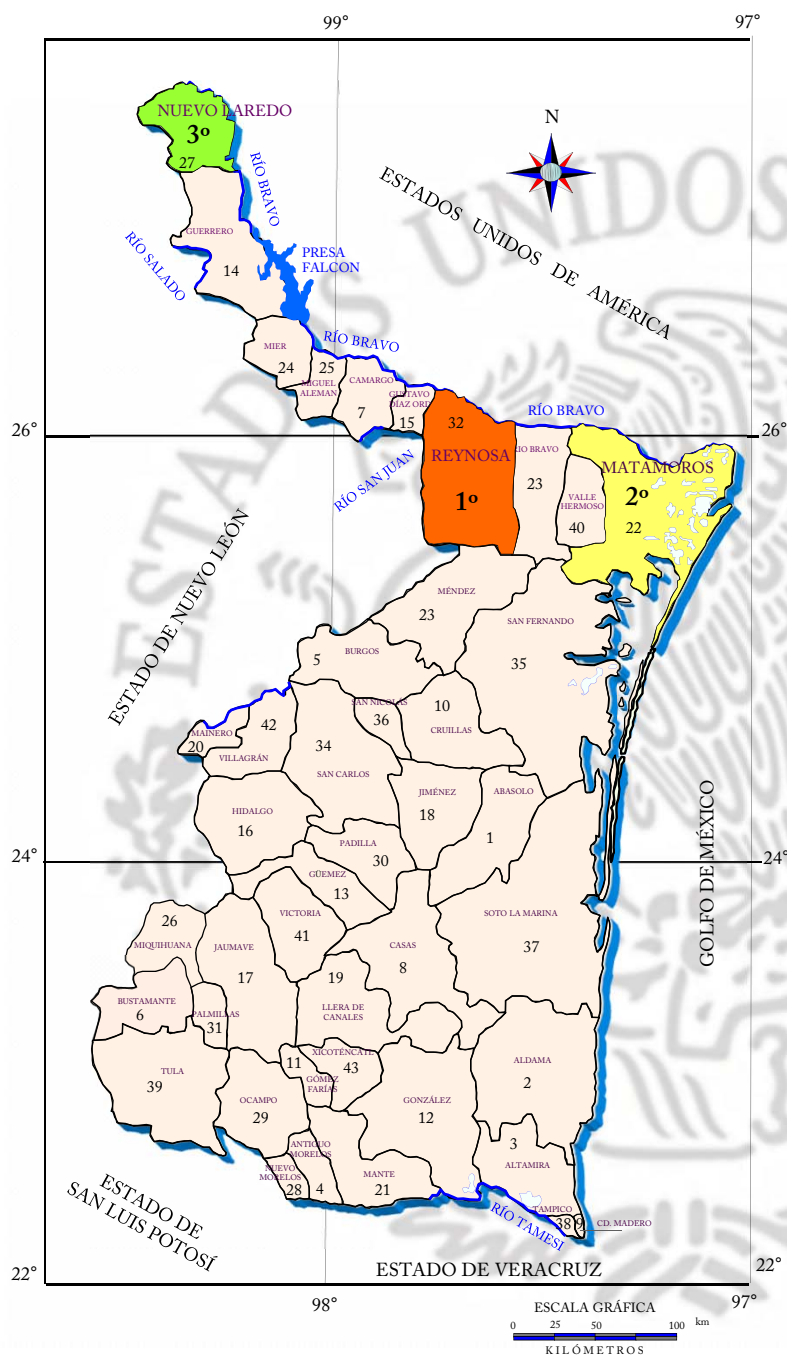 99°
97°
NUEVO LAREDO
3º
27
N
RÍO BRAVO
ESTADOS UNIDOS DE AMÉRICA
GUERRERO
RÍO SALADO
PRESA
FALCON
14
RÍO BRAVO
MIER
24
25
MIGUEL
ALEMAN
CAMARGO
7
GUSTAVO
DÍAZ ORD
15
32
RÍO BRAVO
26°
26°
REYNOSA
1º
IO BRAVO
23
MATAMOROS
2º
22
VALLE
HERMOSO
40
RÍO SAN JUAN
ESTADO DE NUEVO LEÓN
MÉNDEZ
23
SAN FERNANDO
35
BURGOS
5
SAN NICOLÁS
36
10
CRUILLAS
42
MAINERO
20
VILLAGRÁN
34
SAN CARLOS
JIMÉNEZ
18
ABASOLO
1
HIDALGO
16
PADILLA
30
GOLFO DE MÉXICO
24°
24°
GÜEMEZ
13
VICTORIA
41
SOTO LA MARINA
37
26
MIQUIHUANA
JAUMAVE
17
CASAS
8
19
LLERA DE
CANALES
BUSTAMANTE
6
PALMILLAS
31
XICOTÉNCATL
43
11
GÓMEZ
FARÍAS
ALDAMA
2
TULA
39
OCAMPO
29
GONZÁLEZ
12
3
ALTAMIRA
ANTIGUO
MORELOS
4
NUEVO
MORELOS
28
MANTE
21
RÍO TAMESI
TAMPICO
38
9
CD. MADERO
ESTADO DE
SAN LUIS POTOSÍ
ESTADO DE VERACRUZ
22°
22°
98°
97°
ESCALA GRÁFICA
0 25 50 100 km
KILÓMETROS
ESTADOS UNIDOS